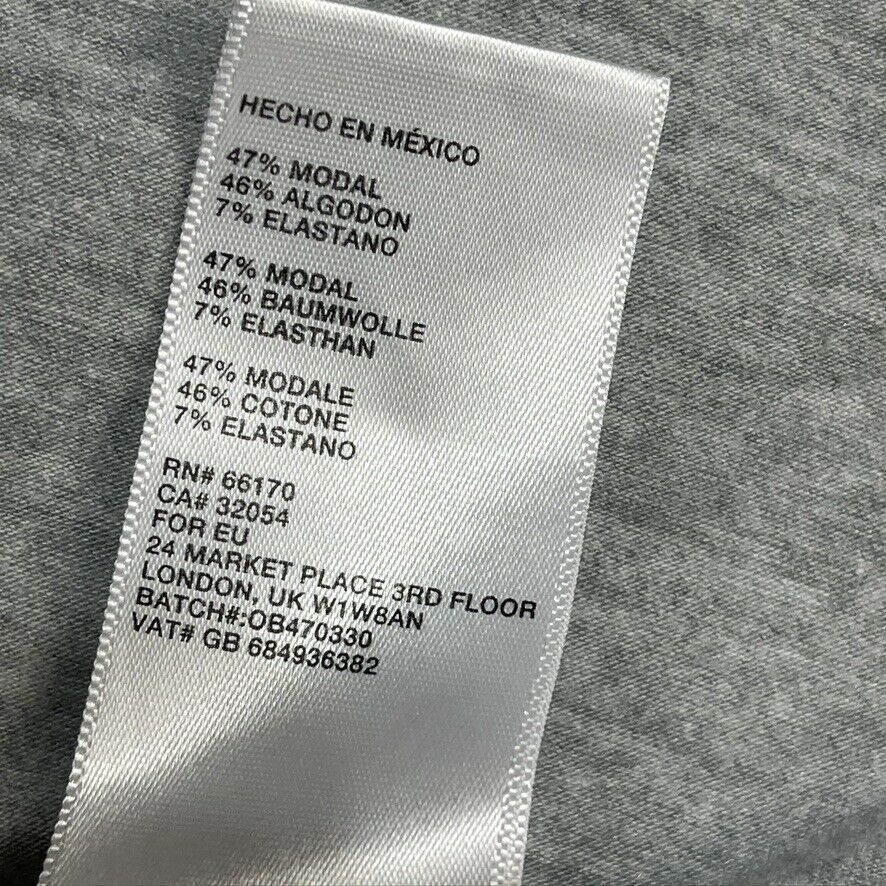 HECHO EN MÉXICO
47% MODAL
46% ALGODON
7% ELASTANO
47% MODAL
46% BAUMWOLLE
7% ELASTHAN
47% MODALE
46% COTONE
7% ELASTANO
RN# 66170
CA# 32054
FOR EU
24 MARKET PLACE 3RD FLOOR
LONDON, UK W1W8AN
BATCH#:OB470330
VAT# GB 684936382